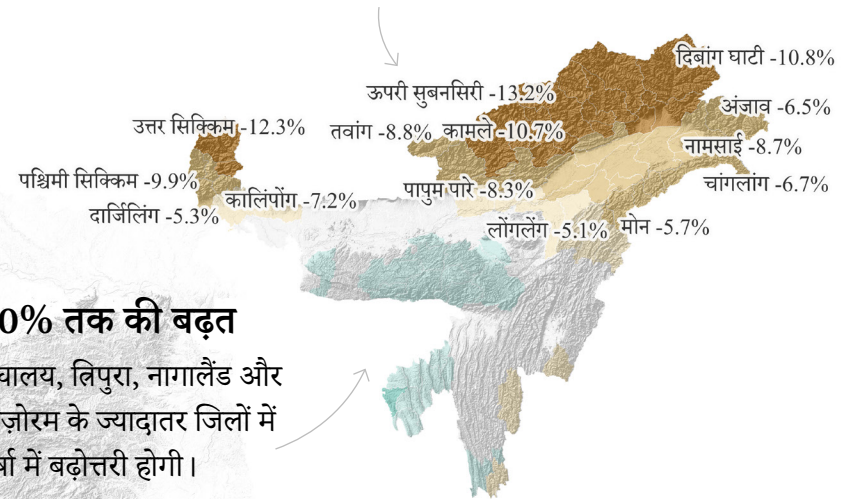 दिबांग घाटी -10.8%
ऊपरी सुबनसिरी -13.2%
अंजाव -6.5%
उत्तर सिक्किम -12.3%
तवांग -8.8%
कामले -10.7%
नामसाई -8.7%
पश्चिमी सिक्किम -9.9%
पापुम पारे -8.3%
चांगलांग -6.7%
कालिंपोंग -7.2%
दार्जिलिंग -5.3%
लोंगलेंग -5.1%
मोन -5.7%
0% तक की बढ़त
त्रिपुरा, नागालैंड और
के ज्यादातर जिलों में
में बढ़ोत्तरी होगी।